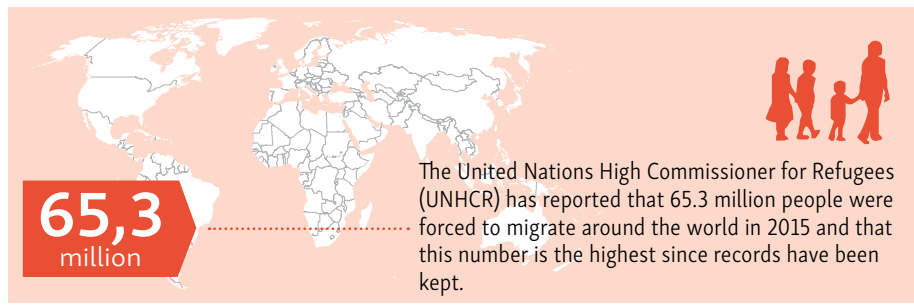 65,3
million
The United Nations High Commissioner for Refugees
(UNHCR) has reported that 65.3 million people were
forced to migrate around the world in 2015 and that
this number is the highest since records have been
kept.